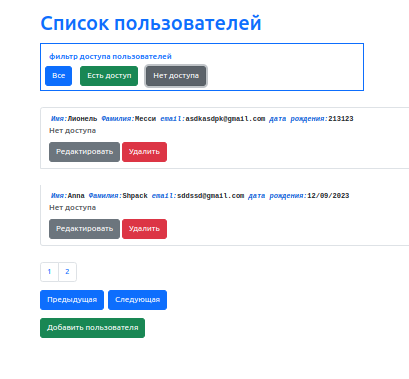 Список пользователей
фильтр доступа пользователей
Все Есть доступ Нет доступа
Имя:Лионель Фамилия:Месси email:asdkasdpk@gmail.com дата рождения:213123
Нет доступа
Редактировать Удалить
Имя:Anna Фамилия:Shpack email:sddssd@gmail.com дата рождения:12/09/2023
Нет доступа
Редактировать Удалить
1 2
Предыдущая Следующая
Добавить пользователя